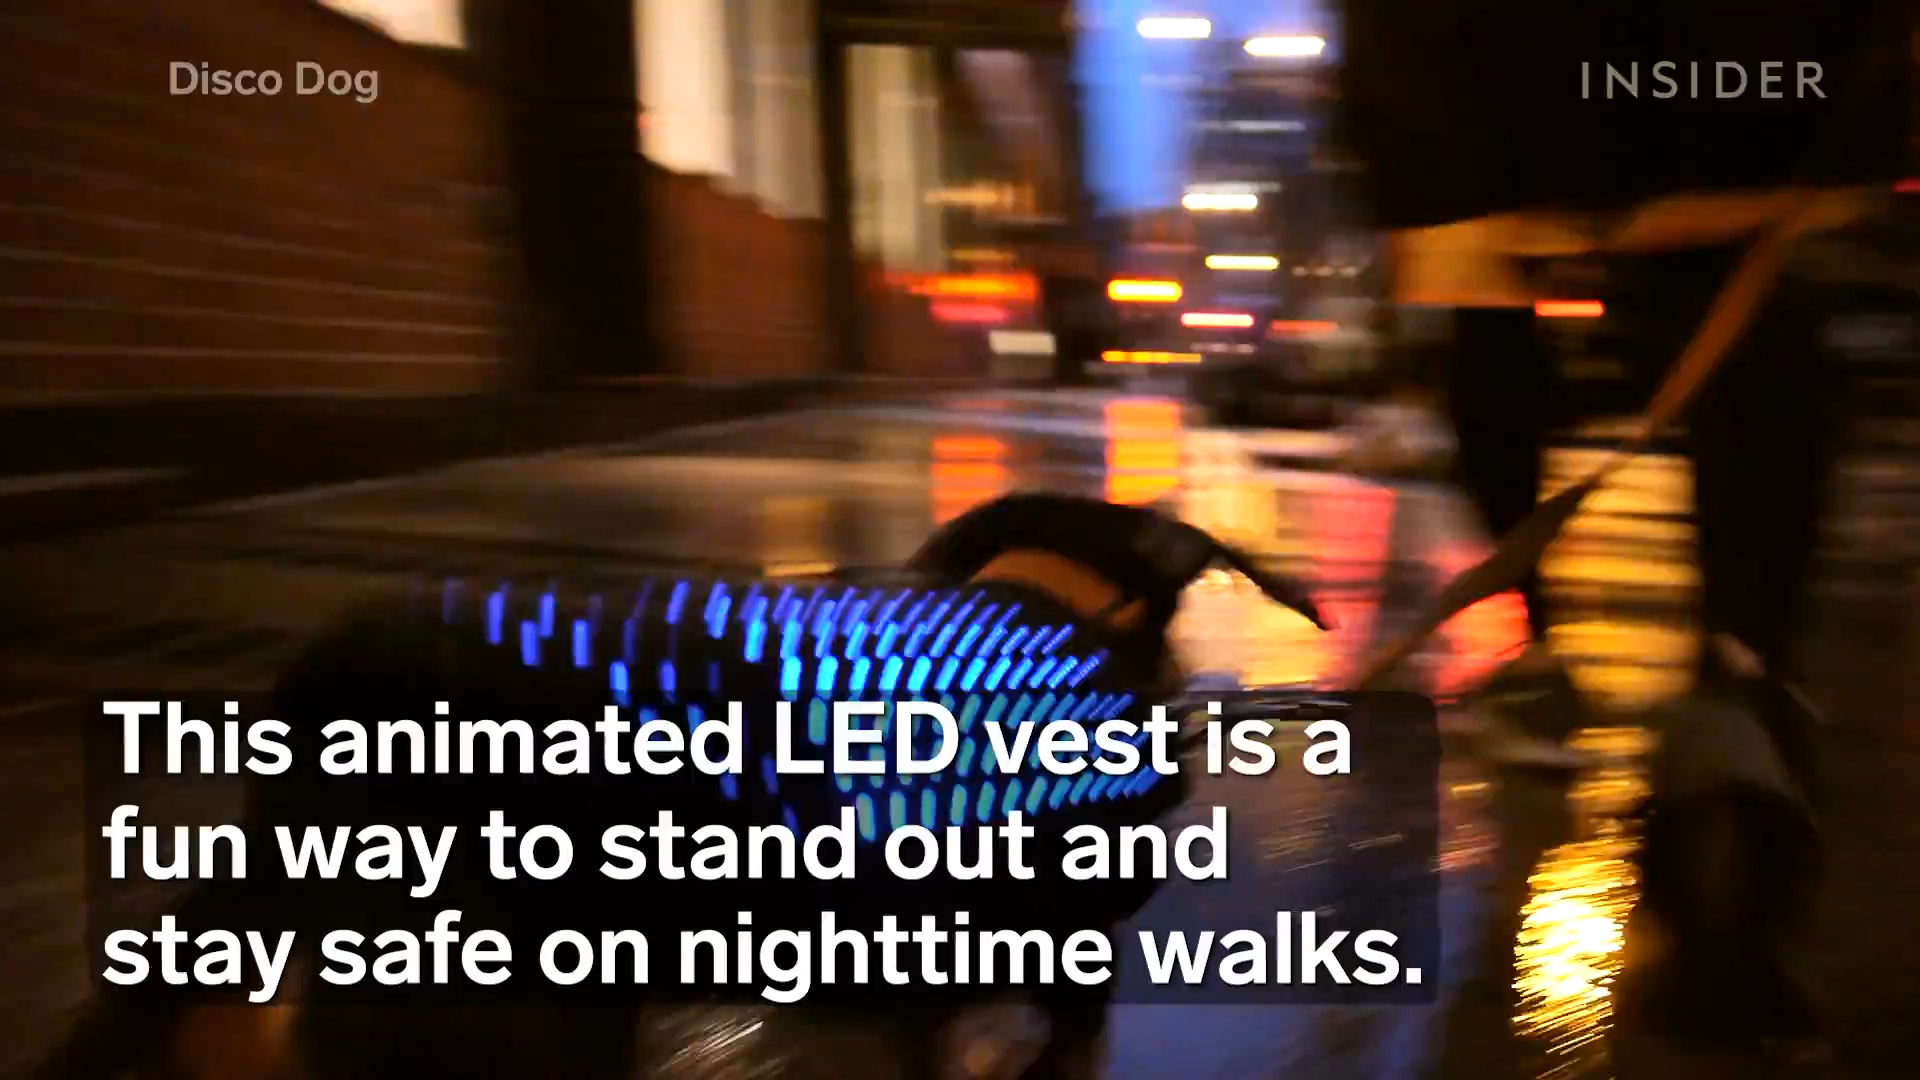 Disco Dog
INSIDER
This animated LED vest is a
fun way to stand out and
stay safe on nighttime walks.